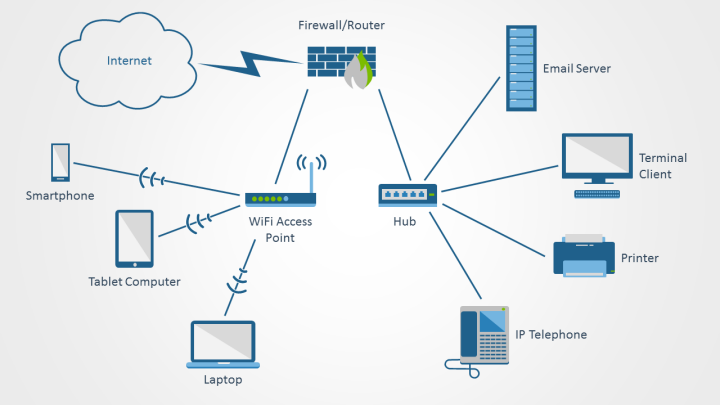 Firewall/Router
Internet
Email Server
Terminal
Client
Smartphone
WiFi Access
Point
Hub
Printer
Tablet Computer
IP Telephone
Laptop